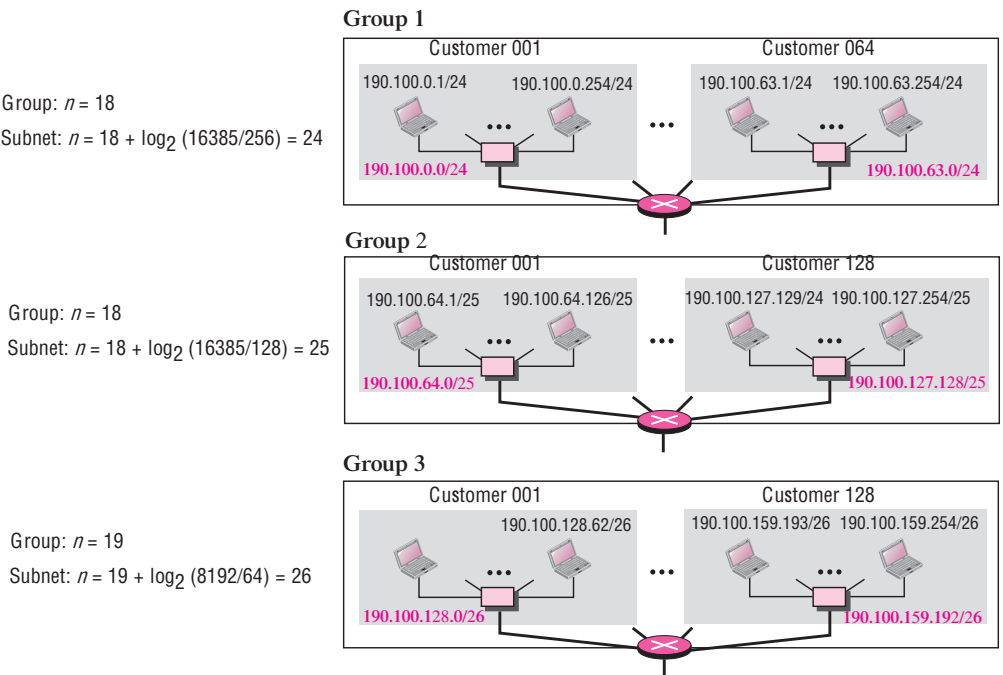 Group 1
Customer 001
Customer 064
190.100.0.1/24
190.100.0.254/24
190.100.63.1/24
190.100.63.254/24
Group: n = 18
Subnet: n = 18 + log2 (16385/256) = 24
...
...
...
190.100.0.0/24
190.100.63.0/24
Group 2
Customer 001
Customer 128
190.100.64.1/25
190.100.64.126/25
190.100.127.129/24
190.100.127.254/25
Group: n = 18
Subnet: n = 18 + log2 (16385/128) = 25
...
...
...
190.100.64.0/25
190.100.127.128/25
Group 3
Customer 001
Customer 128
190.100.128.62/26
190.100.159.193/26
190.100.159.254/26
Group: n = 19
Subnet: n = 19 + log2 (8192/64) = 26
...
...
...
190.100.128.0/26
190.100.159.192/26